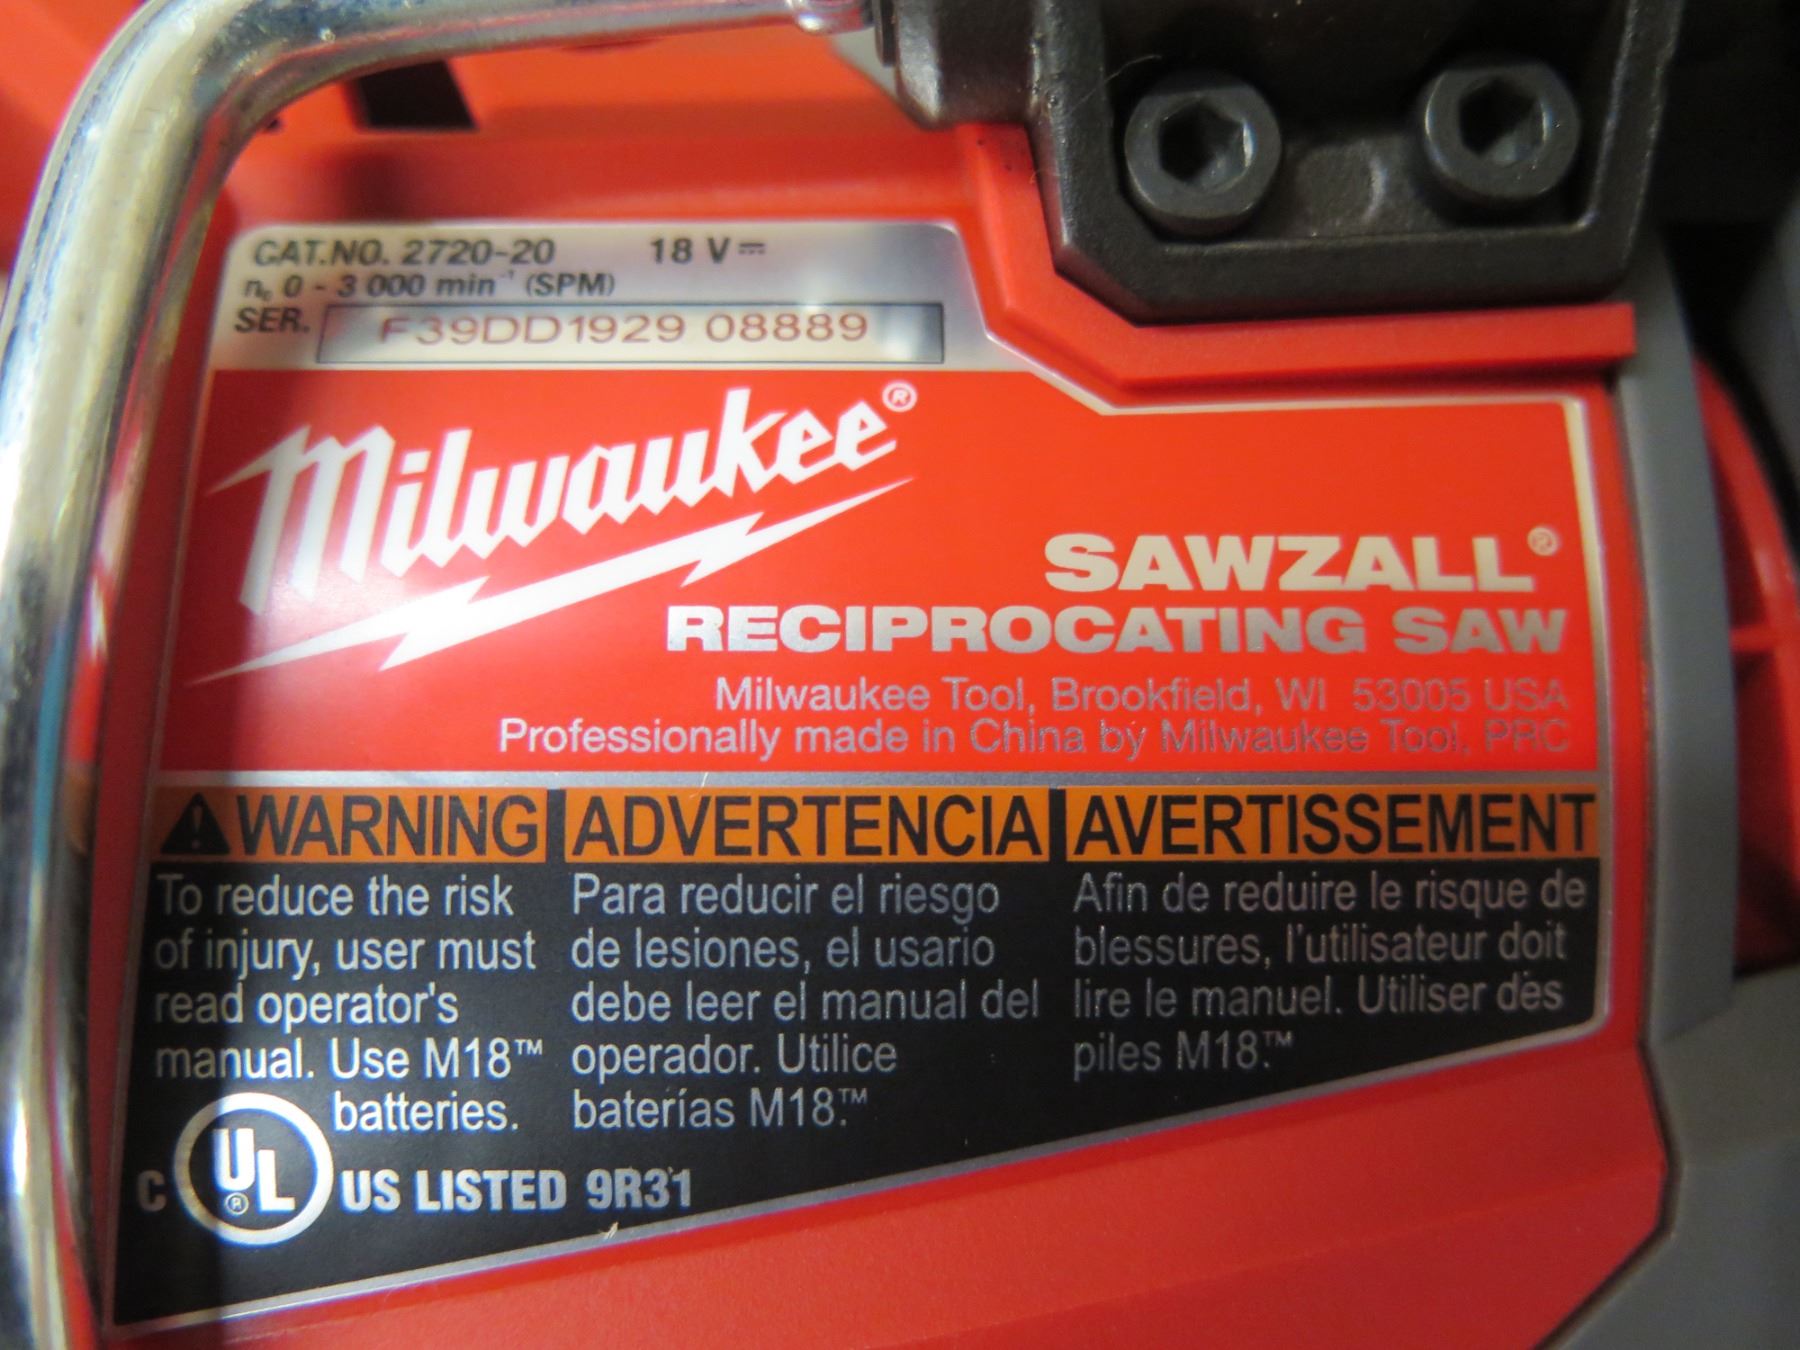 CAT.NO. 2720-20 18 V⎓
n₀ 0 - 3 000 min⁻¹ (SPM)
SER. F39DD1929 08889
Milwaukee®
SAWZALL®
RECIPROCATING SAW
Milwaukee Tool, Brookfield, WI 53005 USA
Professionally made in China by Milwaukee Tool, PRC
⚠WARNING
To reduce the risk
of injury, user must
read operator's
manual. Use M18™
batteries.
ADVERTENCIA
Para reducir el riesgo
de lesiones, el usario
debe leer el manual del
operador. Utilice
baterías M18.™
AVERTISSEMENT
Afin de reduire le risque de
blessures, l'utilisateur doit
lire le manuel. Utiliser des
piles M18.™
C UL® US LISTED 9R31